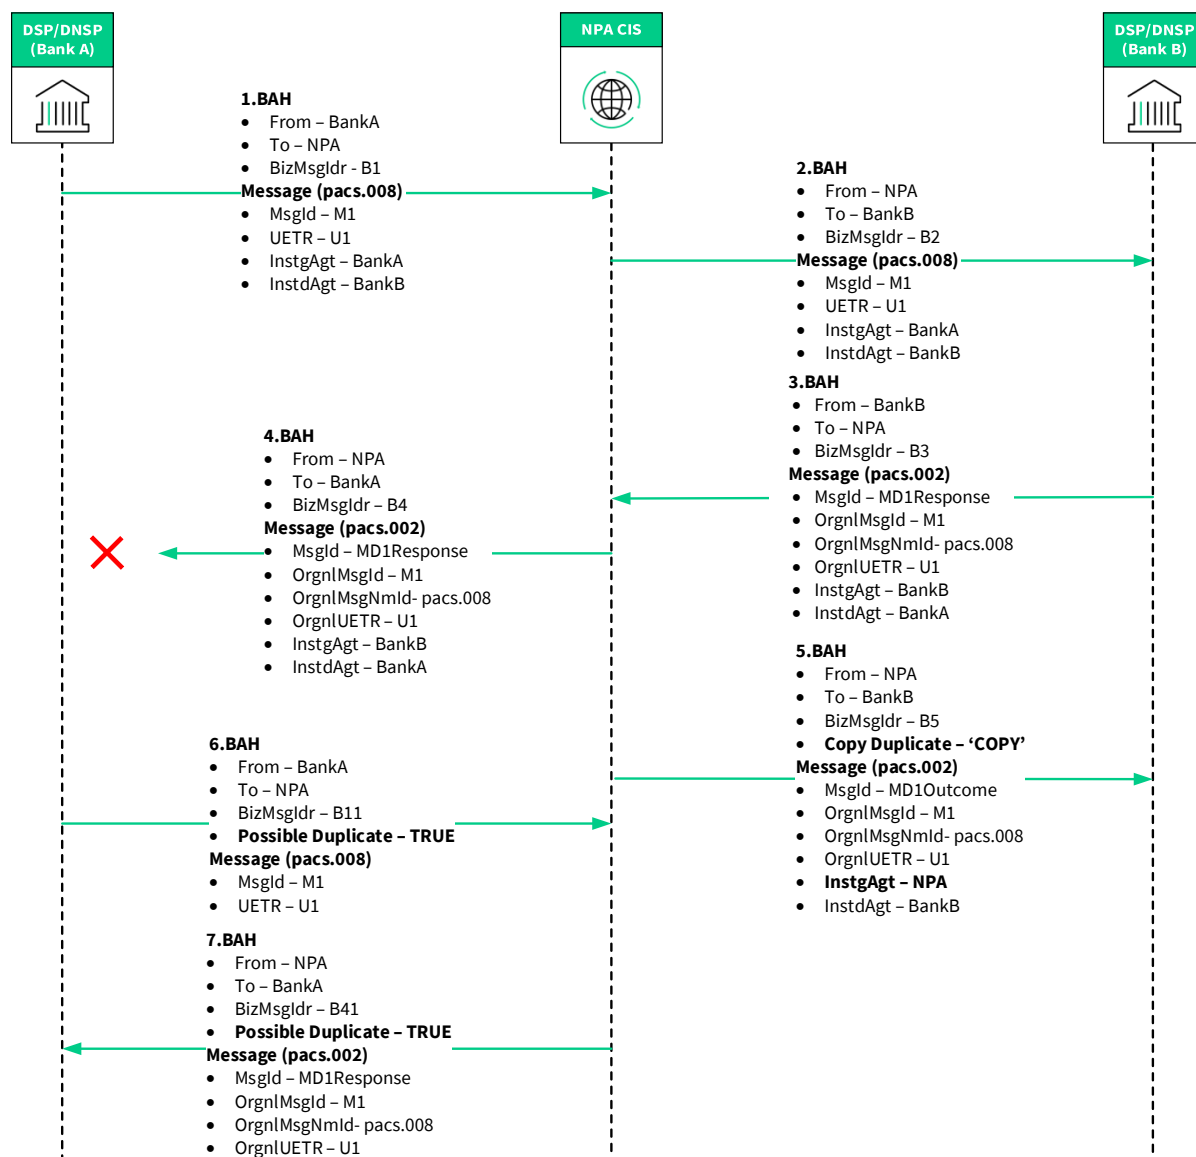 DSP/DNSP
(Bank A)
NPA CIS
DSP/DNSP
(Bank B)
1.BAH
• From – BankA
• To – NPA
• BizMsgIdr - B1
Message (pacs.008)
• MsgId – M1
• UETR – U1
• InstgAgt – BankA
• InstdAgt – BankB
2.BAH
• From – NPA
• To – BankB
• BizMsgIdr – B2
Message (pacs.008)
• MsgId – M1
• UETR – U1
• InstgAgt – BankA
• InstdAgt – BankB
3.BAH
• From – BankB
• To – NPA
• BizMsgIdr – B3
Message (pacs.002)
• MsgId – MD1Response
• OrgnlMsgId – M1
• OrgnlMsgNmId- pacs.008
• OrgnlUETR – U1
• InstgAgt – BankB
• InstdAgt – BankA
4.BAH
• From – NPA
• To – BankA
• BizMsgIdr – B4
Message (pacs.002)
• MsgId – MD1Response
• OrgnlMsgId – M1
• OrgnlMsgNmId- pacs.008
• OrgnlUETR – U1
• InstgAgt – BankB
• InstdAgt – BankA
5.BAH
• From – NPA
• To – BankB
• BizMsgIdr – B5
• Copy Duplicate – ‘COPY’
Message (pacs.002)
• MsgId – MD1Outcome
• OrgnlMsgId – M1
• OrgnlMsgNmId- pacs.008
• OrgnlUETR – U1
• InstgAgt – NPA
• InstdAgt – BankB
6.BAH
• From – BankA
• To – NPA
• BizMsgIdr – B11
• Possible Duplicate – TRUE
Message (pacs.008)
• MsgId – M1
• UETR – U1
7.BAH
• From – NPA
• To – BankA
• BizMsgIdr – B41
• Possible Duplicate – TRUE
Message (pacs.002)
• MsgId – MD1Response
• OrgnlMsgId – M1
• OrgnlMsgNmId- pacs.008
• OrgnlUETR – U1